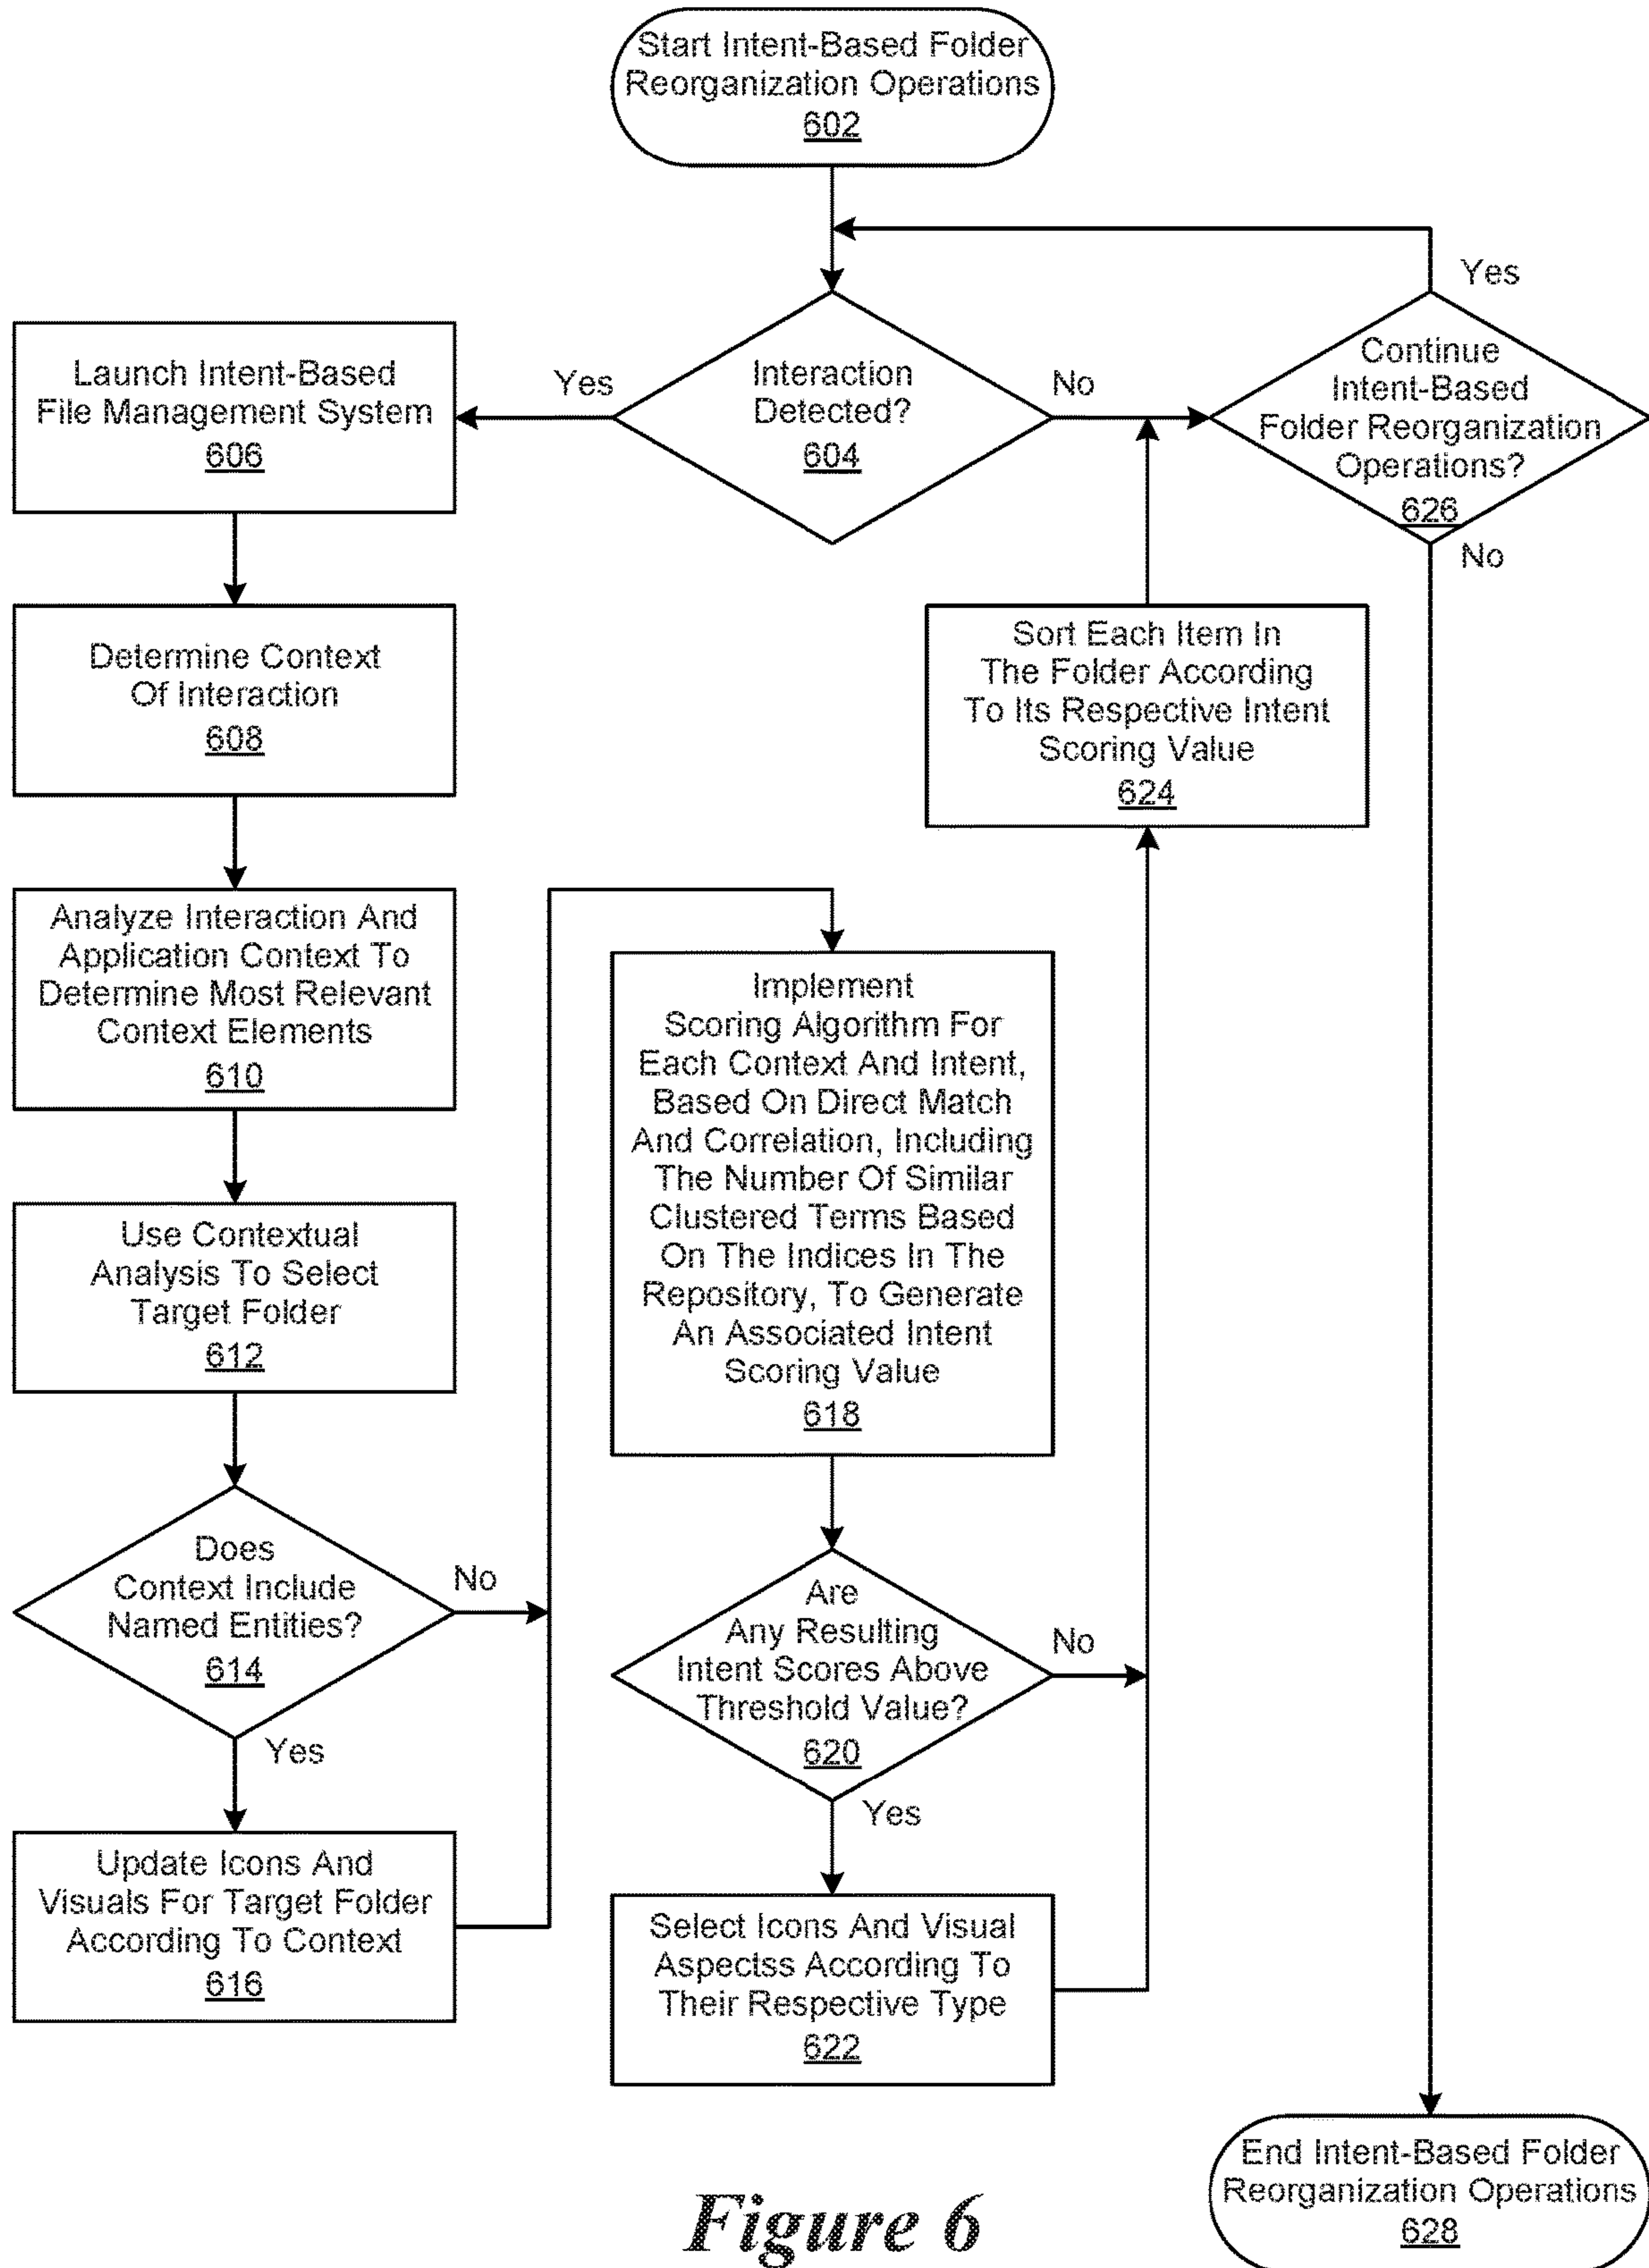 Start Intent-Based Folder
Reorganization Operations
602
Yes
Launch Intent-Based
File Management System
606
Yes
Interaction
Detected?
604
No
Continue
Intent-Based
Folder Reorganization
Operations?
626
No
Determine Context
Of Interaction
608
Sort Each Item In
The Folder According
To Its Respective Intent
Scoring Value
624
Analyze Interaction And
Application Context To
Determine Most Relevant
Context Elements
610
Use Contextual
Analysis To Select
Target Folder
612
Does
Context Include
Named Entities?
614
No
Yes
Update Icons And
Visuals For Target Folder
According To Context
616
Implement
Scoring Algorithm For
Each Context And Intent,
Based On Direct Match
And Correlation, Including
The Number Of Similar
Clustered Terms Based
On The Indices In The
Repository, To Generate
An Associated Intent
Scoring Value
618
Are
Any Resulting
Intent Scores Above
Threshold Value?
620
No
Yes
Select Icons And Visual
Aspectss According To
Their Respective Type
622
End Intent-Based Folder
Reorganization Operations
628
Figure 6